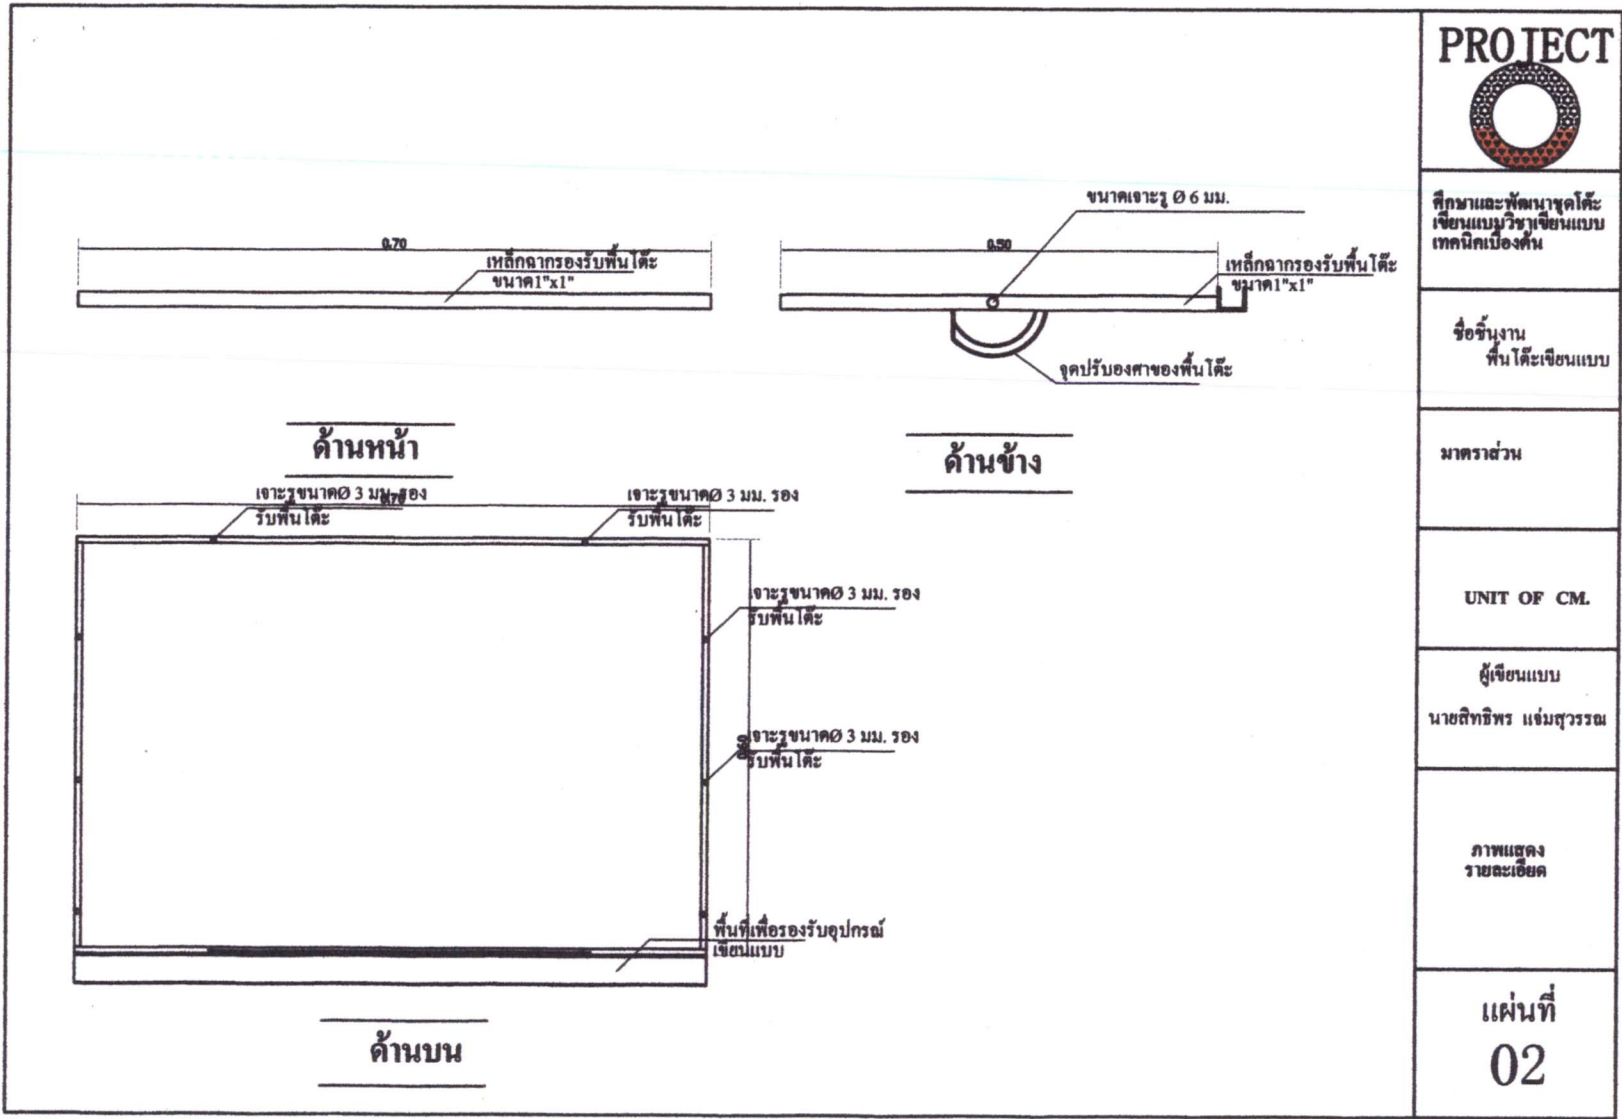 0.70
เหล็กฉากรองรับพื้นโต๊ะ
ขนาด1"x1"
ด้านหน้า
ขนาดเจาะรู Ø 6 มม.
0.50
เหล็กฉากรองรับพื้นโต๊ะ
ขนาด1"x1"
จุดปรับองศาของพื้นโต๊ะ
ด้านข้าง
0.70
เจาะรูขนาดØ 3 มม. รอง
รับพื้นโต๊ะ
เจาะรูขนาดØ 3 มม. รอง
รับพื้นโต๊ะ
เจาะรูขนาดØ 3 มม. รอง
รับพื้นโต๊ะ
เจาะรูขนาดØ 3 มม. รอง
รับพื้นโต๊ะ
พื้นที่เพื่อรองรับอุปกรณ์
เขียนแบบ
ด้านบน
PROJECT
ศึกษาและพัฒนาชุดโต๊ะ
เขียนแบบวิชาเขียนแบบ
เทคนิคเบื้องต้น
ชื่อชิ้นงาน
พื้นโต๊ะเขียนแบบ
มาตราส่วน
UNIT OF CM.
ผู้เขียนแบบ
นายสิทธิพร แจ่มสุวรรณ
ภาพแสดง
รายละเอียด
แผ่นที่
02